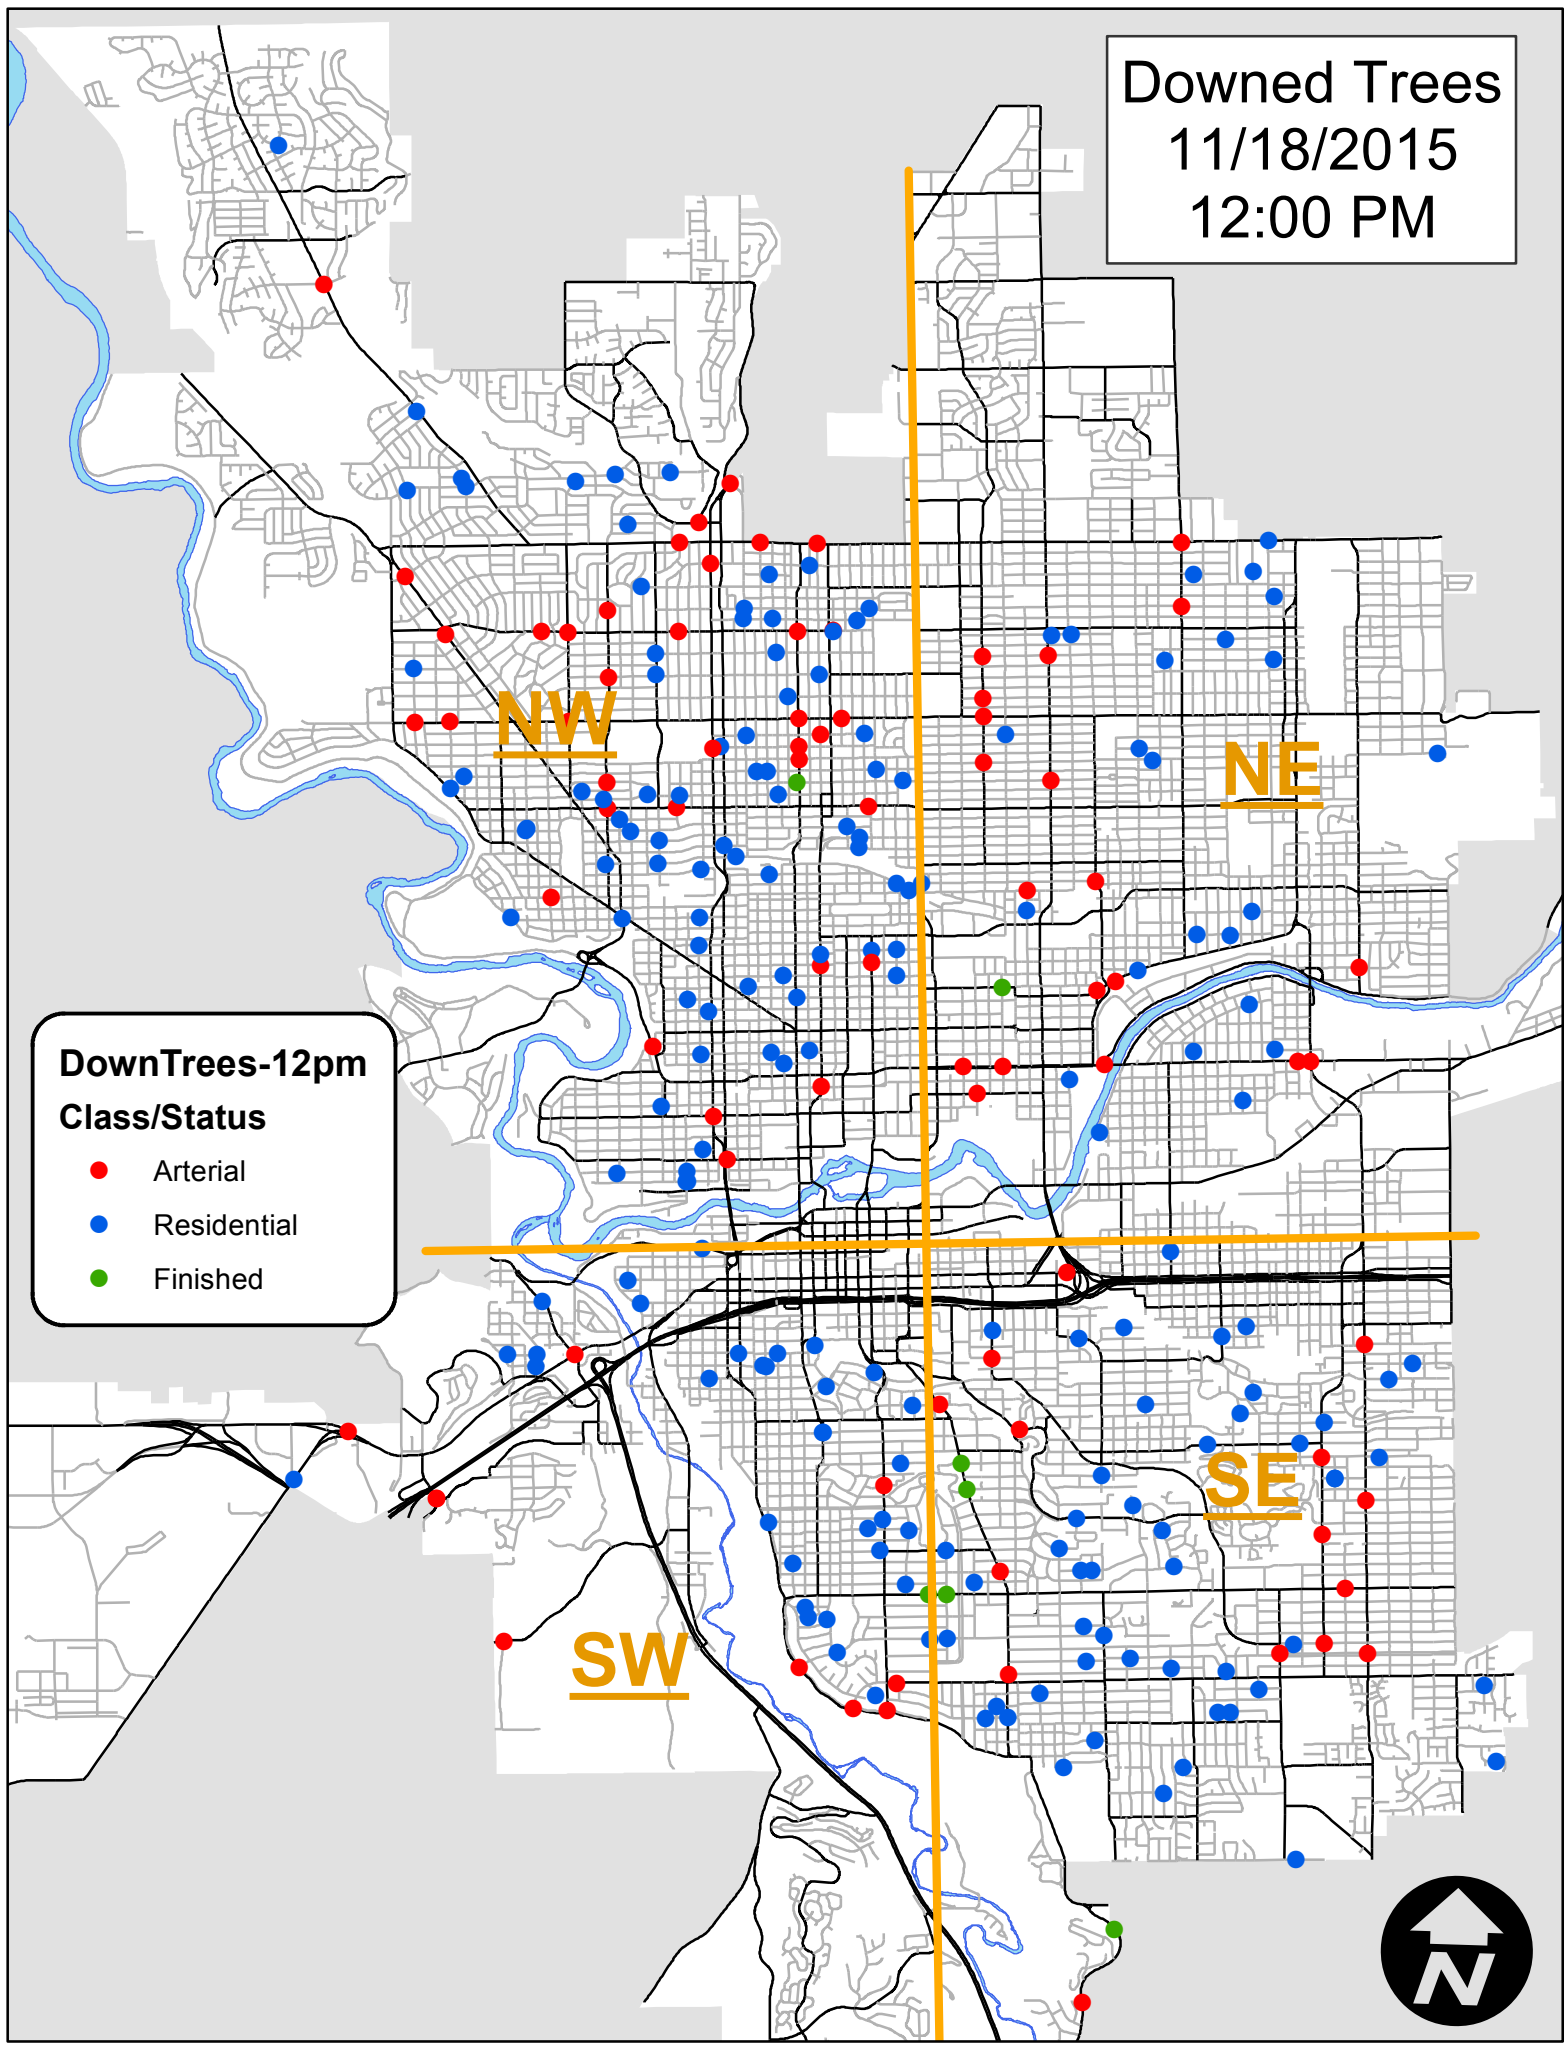 Downed Trees
11/18/2015
12:00 PM
NW
NE
DownTrees-12pm
Class/Status
Arterial
Residential
Finished
SE
SW
N